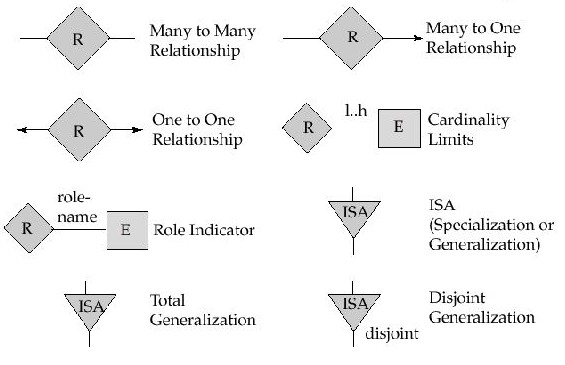 R
Many to Many
Relationship
R
Many to One
Relationship
R
One to One
Relationship
R
l..h
E
Cardinality
Limits
role-
name
R
E
Role Indicator
ISA
ISA
(Specialization or
Generalization)
ISA
Total
Generalization
ISA
disjoint
Disjoint
Generalization